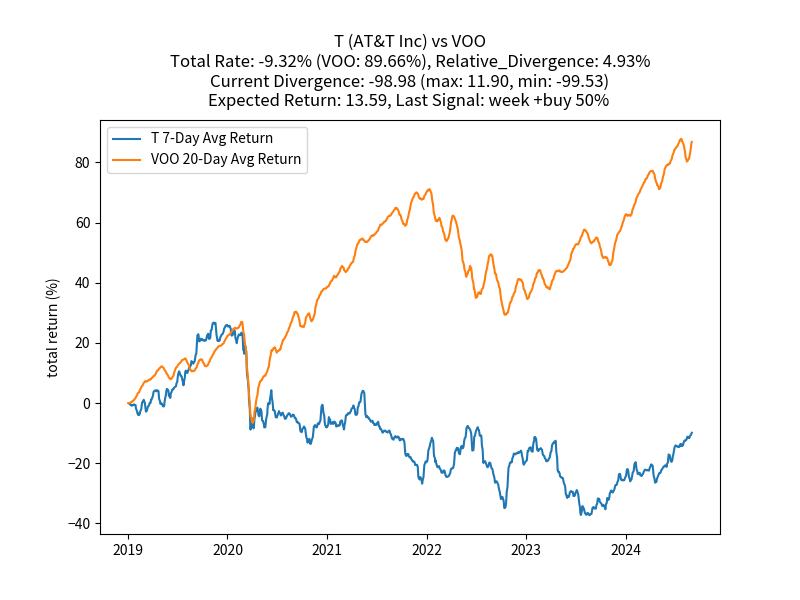 T (AT&T Inc) vs VOO
Total Rate: -9.32% (VOO: 89.66%), Relative_Divergence: 4.93%
Current Divergence: -98.98 (max: 11.90, min: -99.53)
Expected Return: 13.59, Last Signal: week +buy 50%
T 7-Day Avg Return
VOO 20-Day Avg Return
total return (%)
80
60
40
20
0
−20
−40
2019 2020 2021 2022 2023 2024